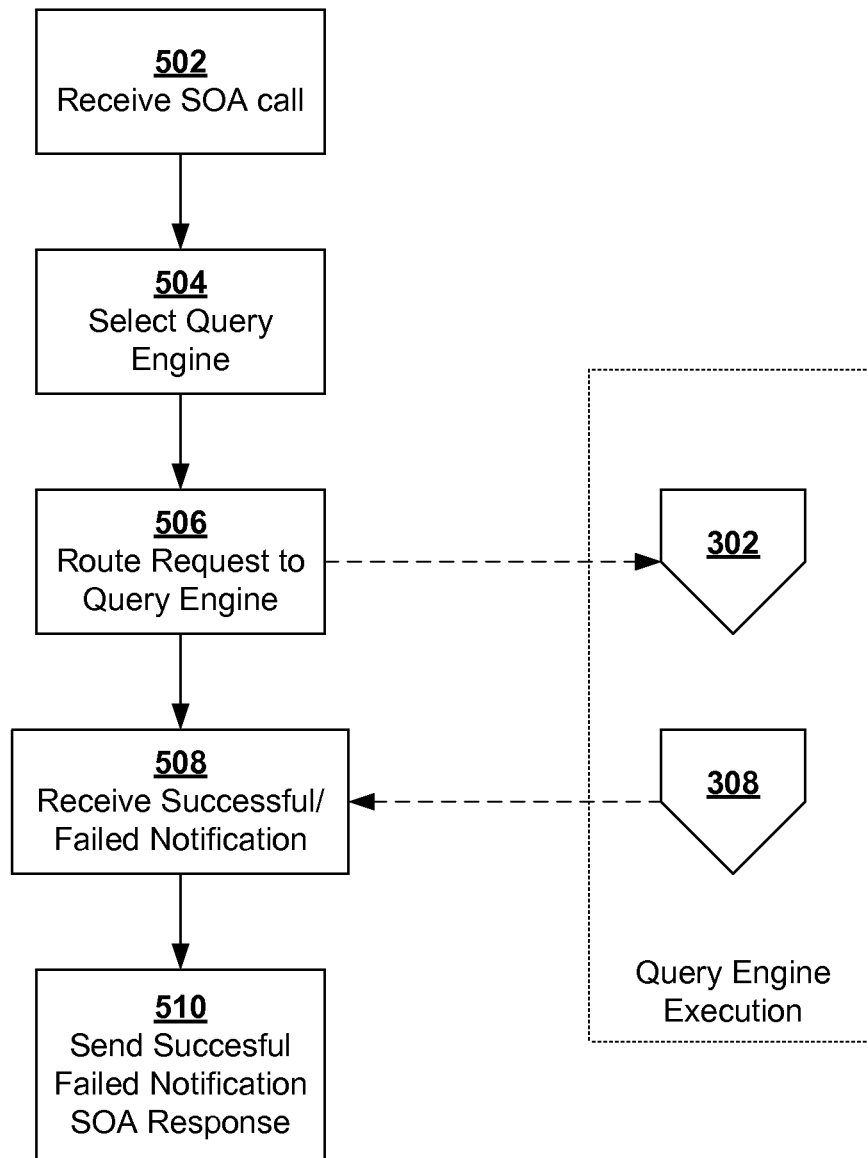 502
Receive SOA call
504
Select Query
Engine
506
Route Request to
Query Engine
302
508
Receive Successful/
Failed Notification
308
Query Engine
Execution
510
Send Succesful
Failed Notification
SOA Response